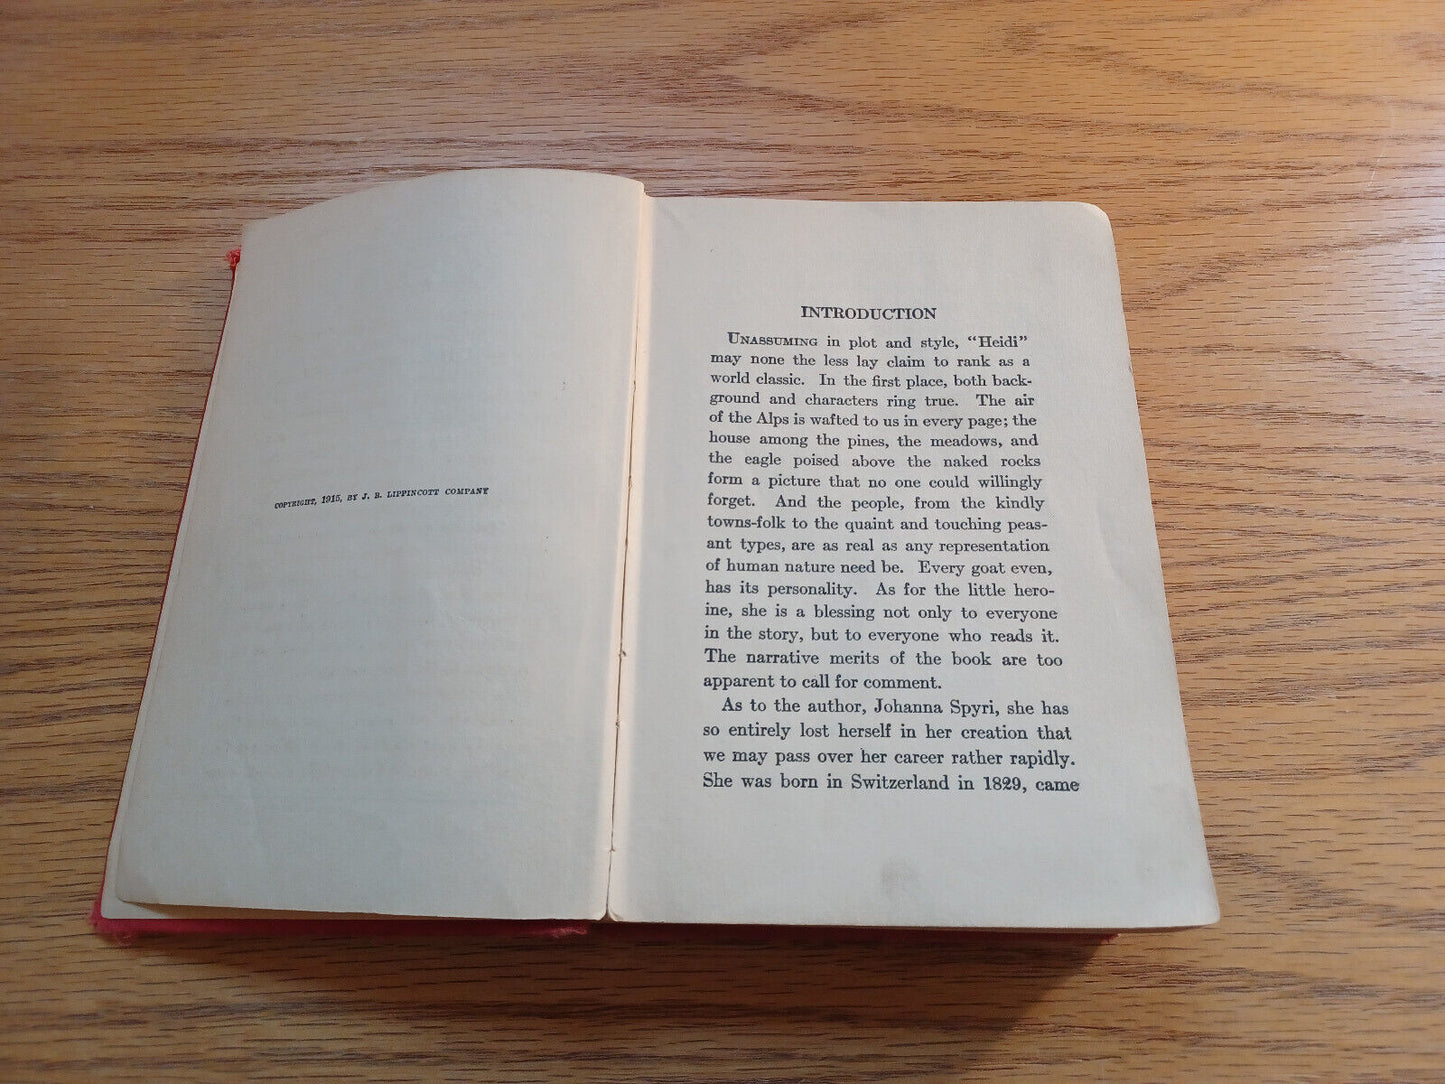 COPYRIGHT, 1915, BY J. B. LIPPINCOTT COMPANY
INTRODUCTION
UNASSUMING in plot and style, “Heidi”
may none the less lay claim to rank as a
world classic. In the first place, both back-
ground and characters ring true. The air
of the Alps is wafted to us in every page; the
house among the pines, the meadows, and
the eagle poised above the naked rocks
form a picture that no one could willingly
forget. And the people, from the kindly
towns-folk to the quaint and touching peas-
ant types, are as real as any representation
of human nature need be. Every goat even,
has its personality. As for the little hero-
ine, she is a blessing not only to everyone
in the story, but to everyone who reads it.
The narrative merits of the book are too
apparent to call for comment.
As to the author, Johanna Spyri, she has
so entirely lost herself in her creation that
we may pass over her career rather rapidly.
She was born in Switzerland in 1829, came